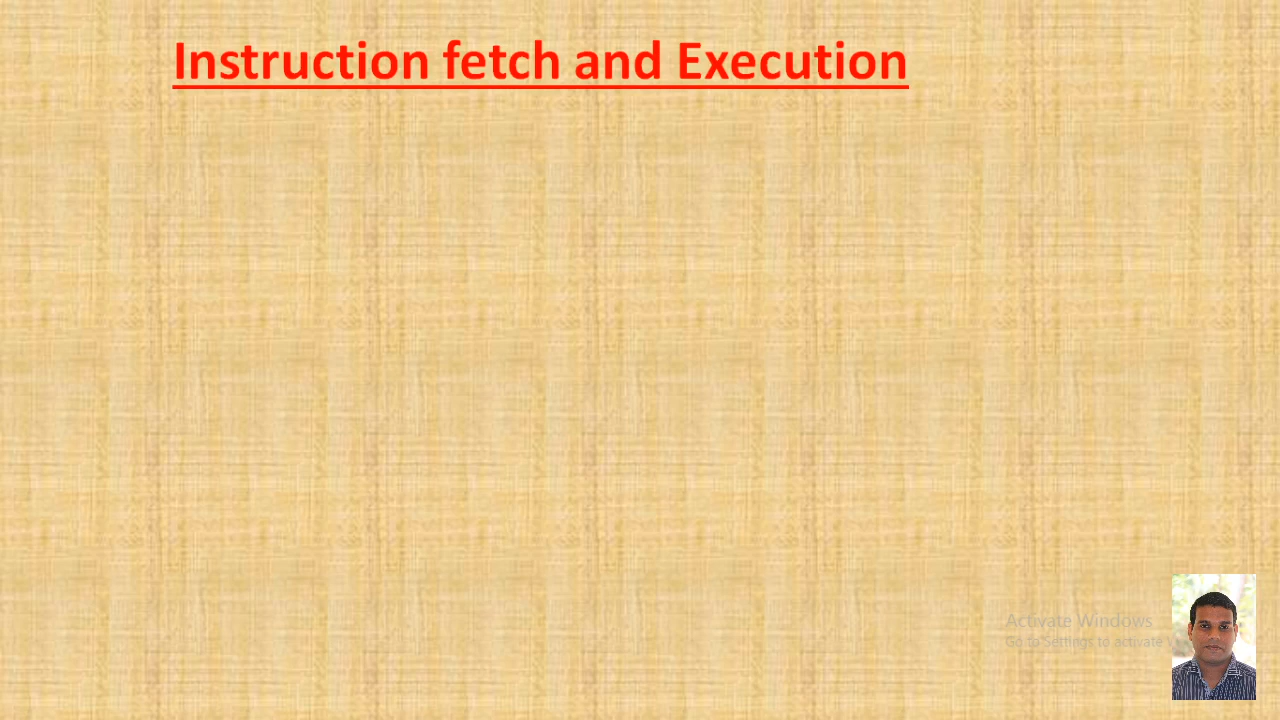 Instruction fetch and Execution
Activate Windows
Go to Settings to activate